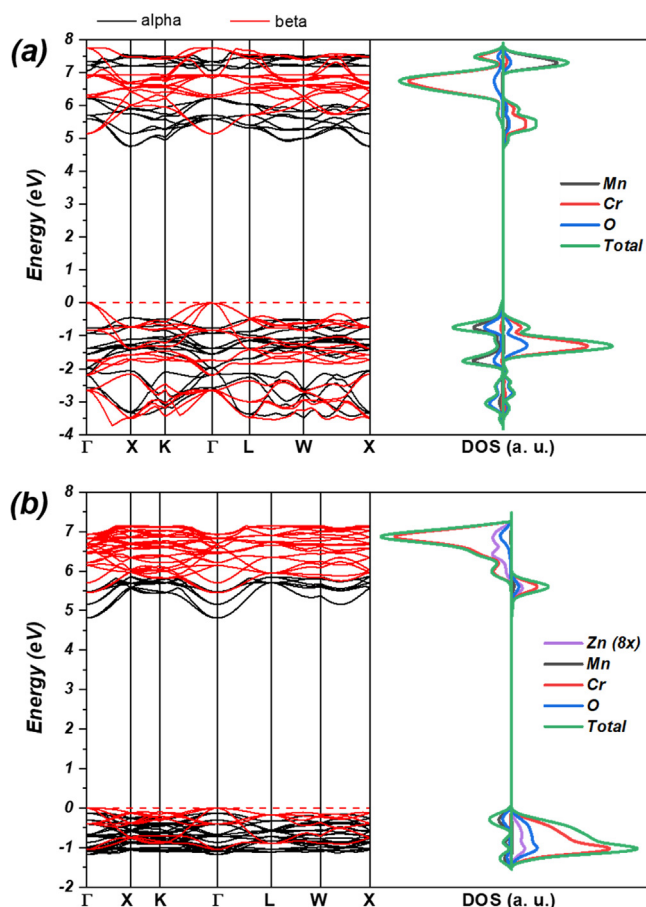 alpha beta
(a)
8
7
6
5
4
3
2
1
0
-1
-2
-3
-4
Energy (eV)
Γ X K Γ L W X
DOS (a. u.)
Mn
Cr
O
Total
(b)
8
7
6
5
4
3
2
1
0
-1
-2
Energy (eV)
Γ X K Γ L W X
DOS (a. u.)
Zn (8x)
Mn
Cr
O
Total